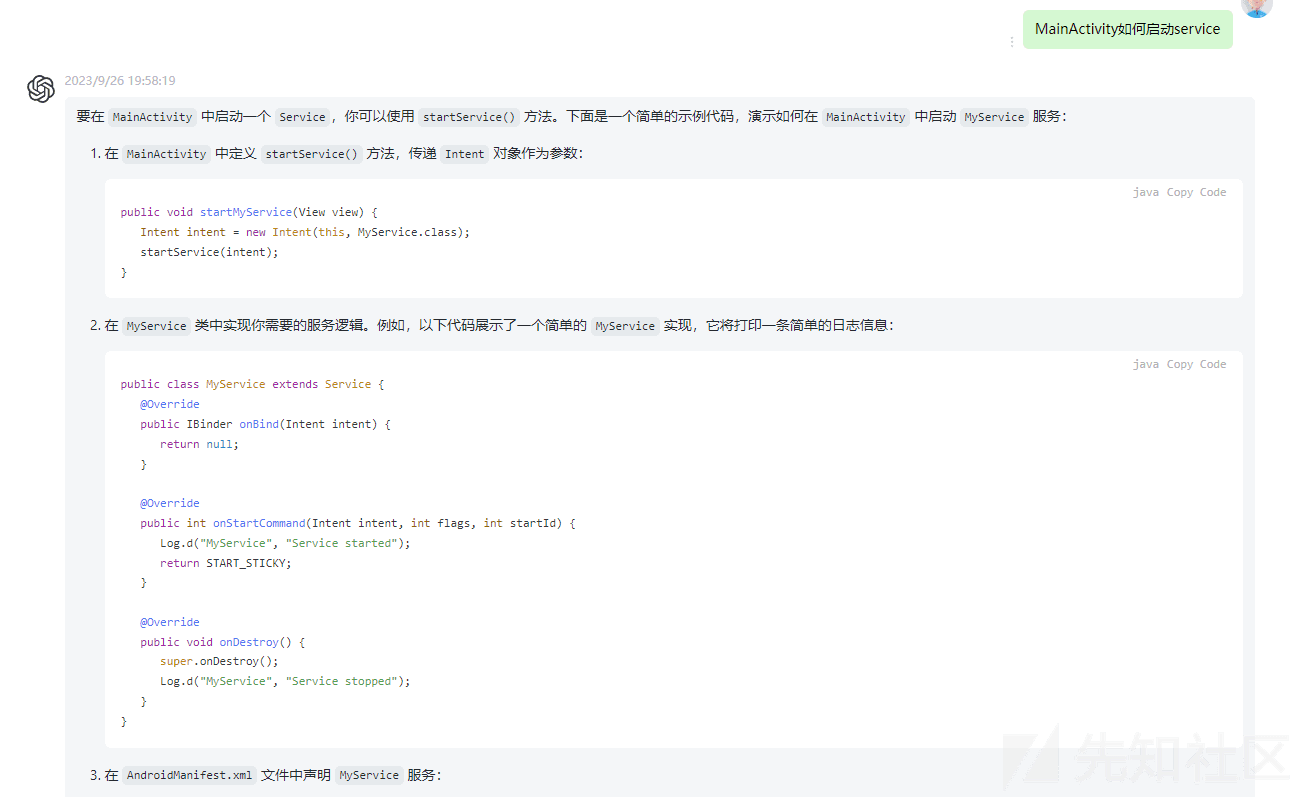 MainActivity如何启动service
2023/9/26 19:58:19
要在 MainActivity 中启动一个 Service ，你可以使用 startService() 方法。下面是一个简单的示例代码，演示如何在 MainActivity 中启动 MyService 服务：
1. 在 MainActivity 中定义 startService() 方法，传递 Intent 对象作为参数：
java Copy Code
public void startMyService(View view) {
Intent intent = new Intent(this, MyService.class);
startService(intent);
}
2. 在 MyService 类中实现你需要的服务逻辑。例如，以下代码展示了一个简单的 MyService 实现，它将打印一条简单的日志信息：
java Copy Code
public class MyService extends Service {
@Override
public IBinder onBind(Intent intent) {
return null;
}
@Override
public int onStartCommand(Intent intent, int flags, int startId) {
Log.d("MyService", "Service started");
return START_STICKY;
}
@Override
public void onDestroy() {
super.onDestroy();
Log.d("MyService", "Service stopped");
}
}
3. 在 AndroidManifest.xml 文件中声明 MyService 服务：
先知社区